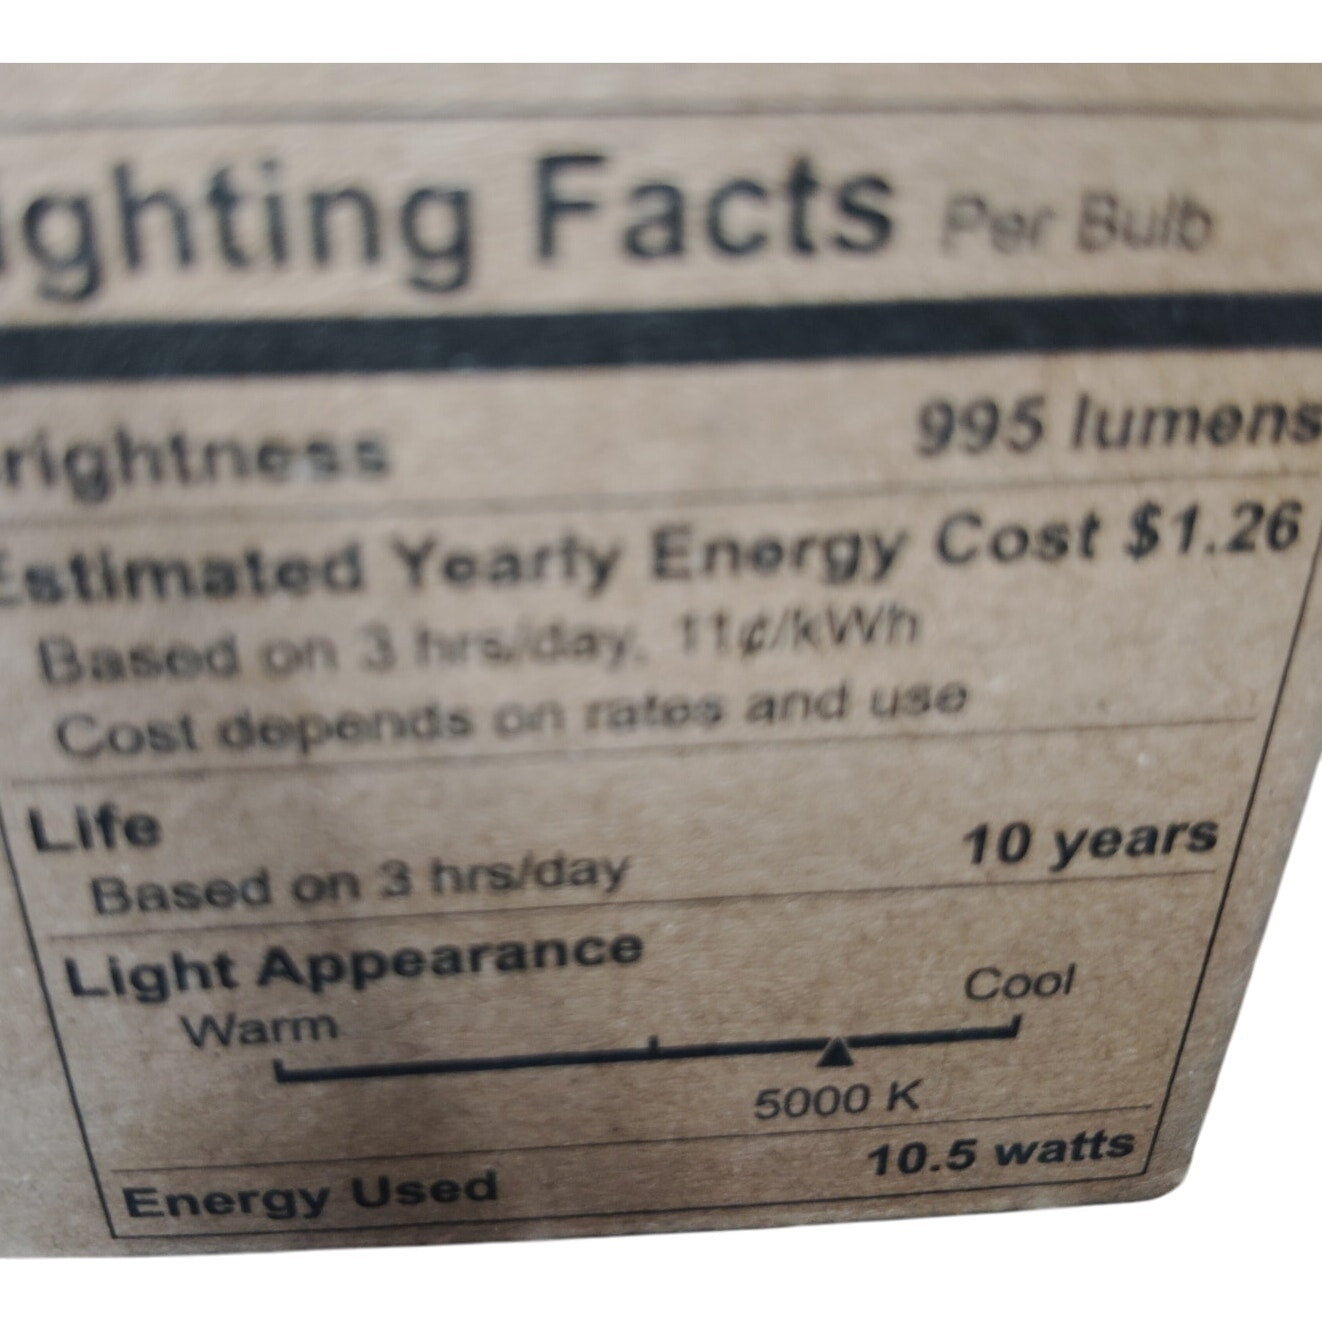 ighting Facts Per Bulb
rightness 995 lumens
Estimated Yearly Energy Cost $1.26
Based on 3 hrs/day, 11¢/kWh
Cost depends on rates and use
Life 10 years
Based on 3 hrs/day
Light Appearance
Warm Cool
5000 K
Energy Used 10.5 watts